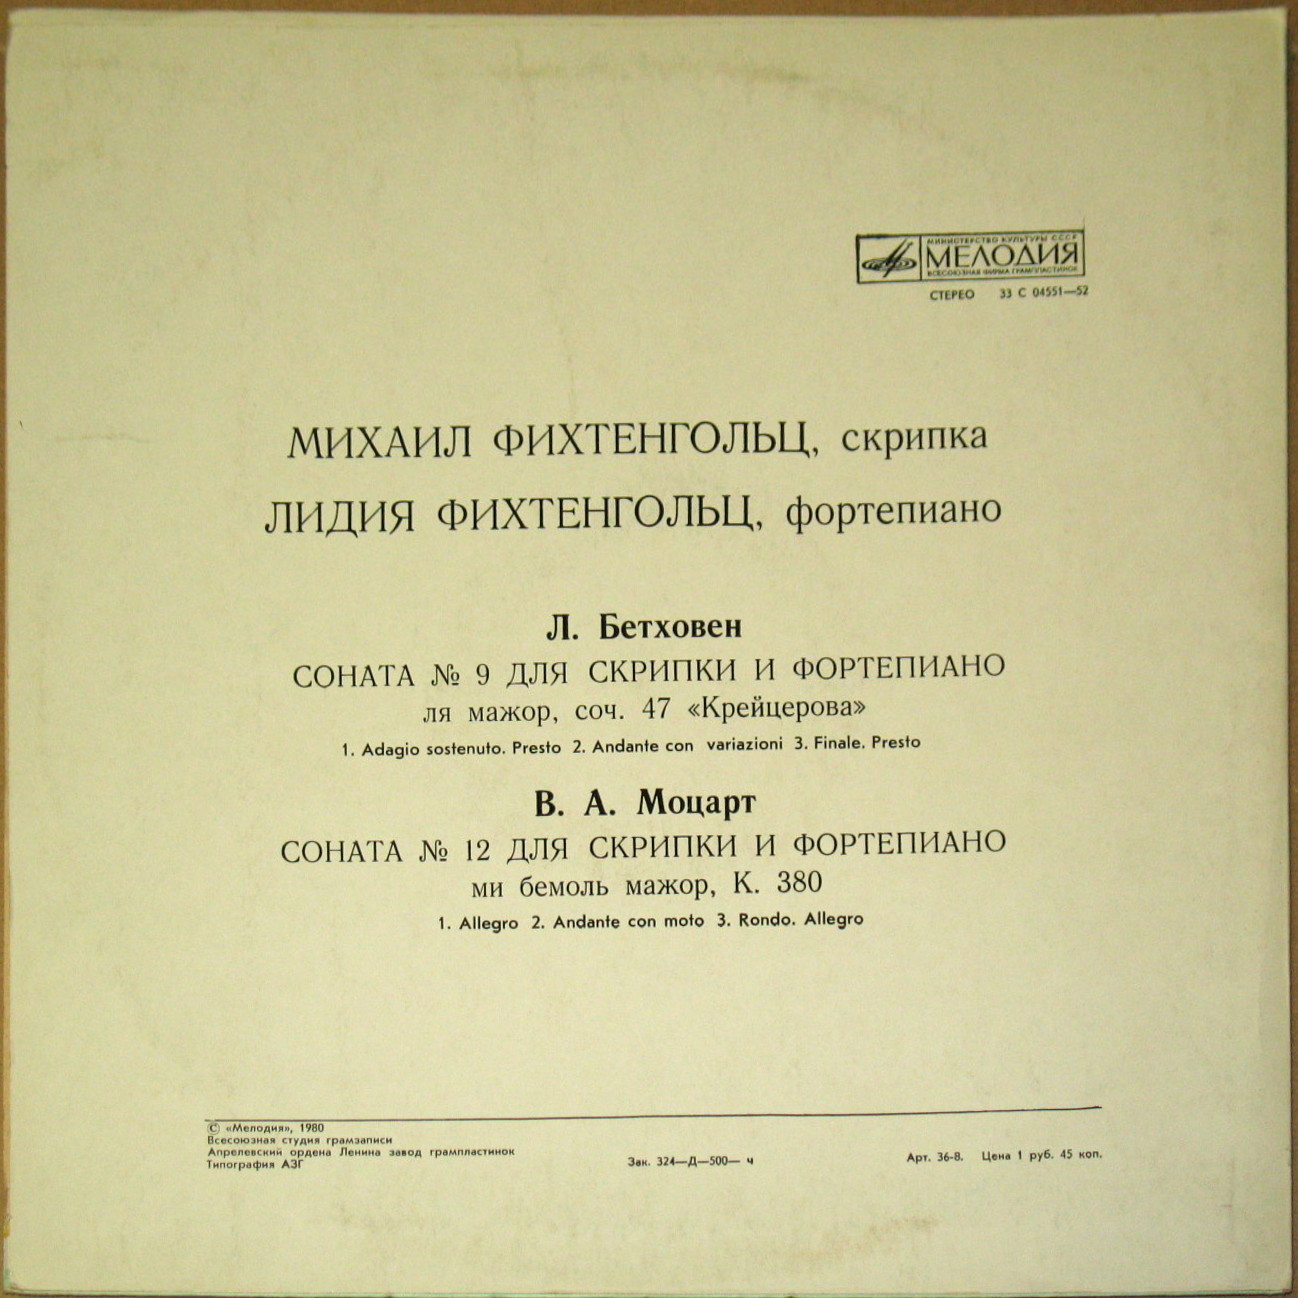 МИНИСТЕРСТВО КУЛЬТУРЫ СССР
МЕЛОДИЯ
ВСЕСОЮЗНАЯ ФИРМА ГРАМПЛАСТИНОК
СТЕРЕО 33 С 04551—52
МИХАИЛ ФИХТЕНГОЛЬЦ, скрипка
ЛИДИЯ ФИХТЕНГОЛЬЦ, фортепиано
Л. Бетховен
СОНАТА № 9 ДЛЯ СКРИПКИ И ФОРТЕПИАНО
ля мажор, соч. 47 «Крейцерова»
1. Adagio sostenuto. Presto 2. Andante con variazioni 3. Finale. Presto
В. А. Моцарт
СОНАТА № 12 ДЛЯ СКРИПКИ И ФОРТЕПИАНО
ми бемоль мажор, К. 380
1. Allegro 2. Andante con moto 3. Rondo. Allegro
© «Мелодия», 1980
Всесоюзная студия грамзаписи
Апрелевский ордена Ленина завод грампластинок
Типография АЗГ
Зак. 324—Д—500— ч
Арт. 36-8. Цена 1 руб. 45 коп.